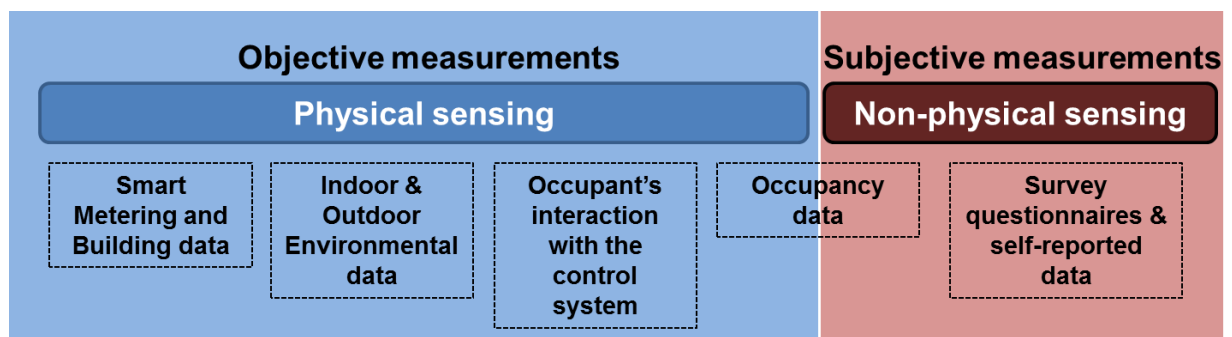 Objective measurements
Subjective measurements
Physical sensing
Non-physical sensing
Smart
Metering and
Building data
Indoor &
Outdoor
Environmental
data
Occupant’s
interaction
with the
control
system
Occupancy
data
Survey
questionnaires &
self-reported
data